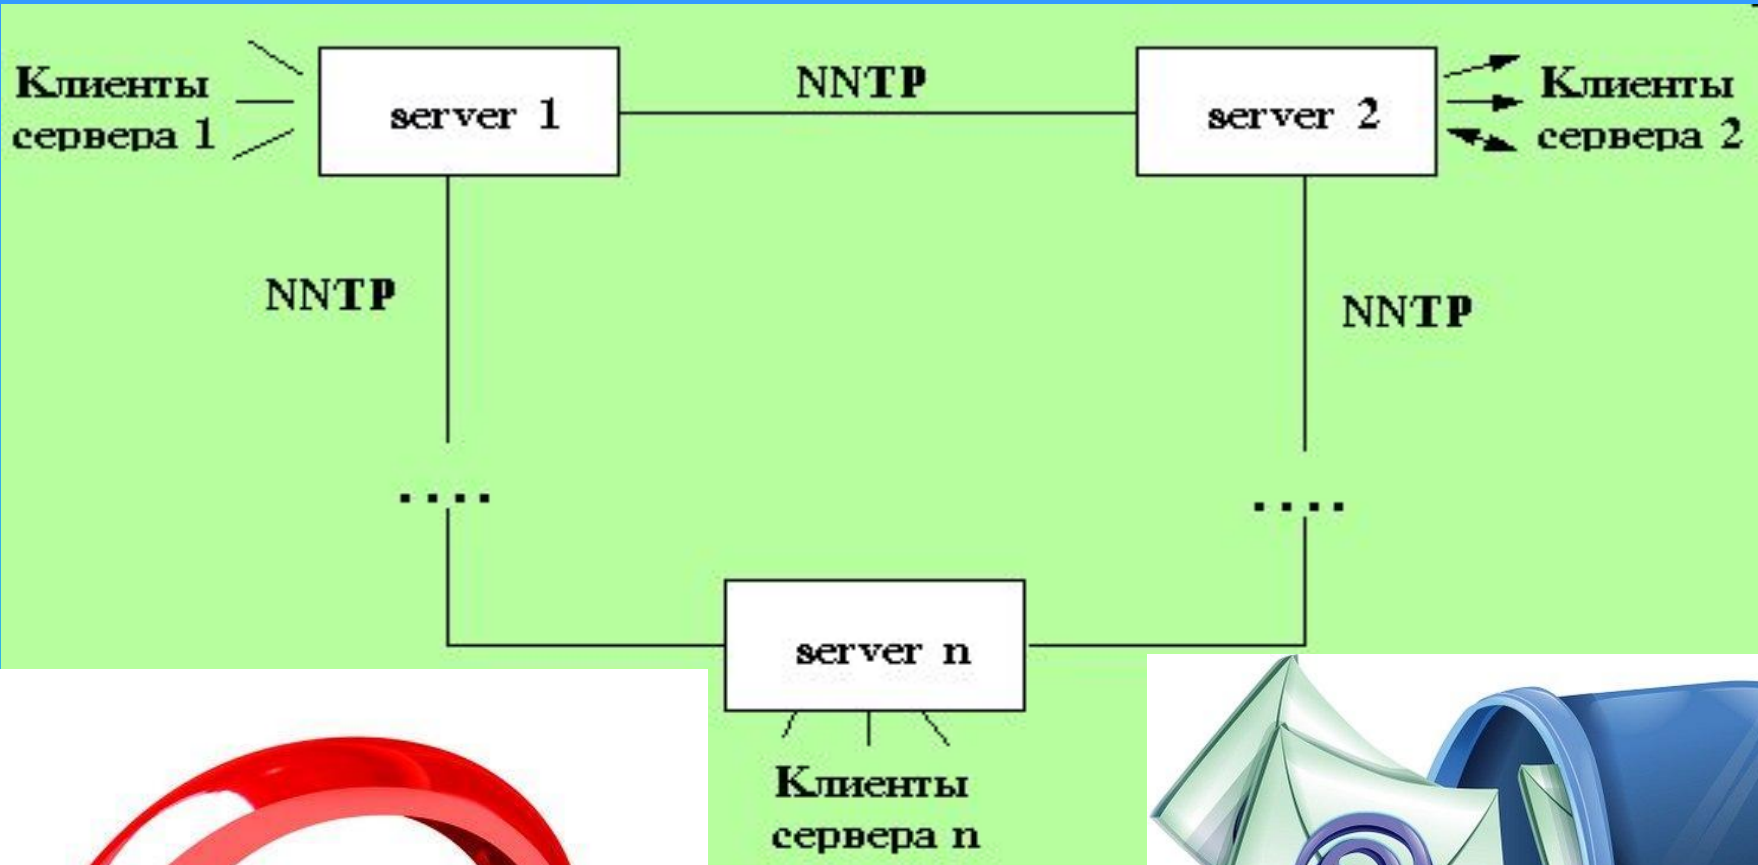 Клиенты
сервера 1
server 1
NNTP
server 2
Клиенты
сервера 2
NNTP
NNTP
....
....
server n
Клиенты
сервера n